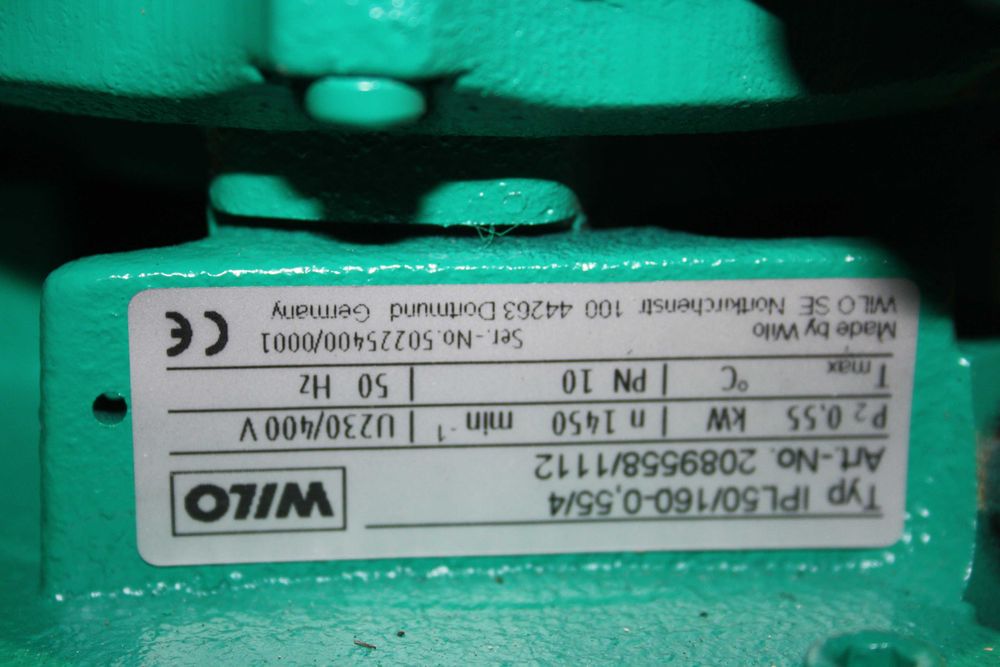 WILO
Typ IPL50/160-0,55/4
Art.-No. 2089558/1112
P2 0,55 kW | n 1450 min-1 | U230/400 V
Tmax °C | PN 10 | 50 Hz
Made by Wilo Ser.-No.50225400/0001
WILO SE Nortkirchenstr. 100 44263 Dortmund Germany
CE